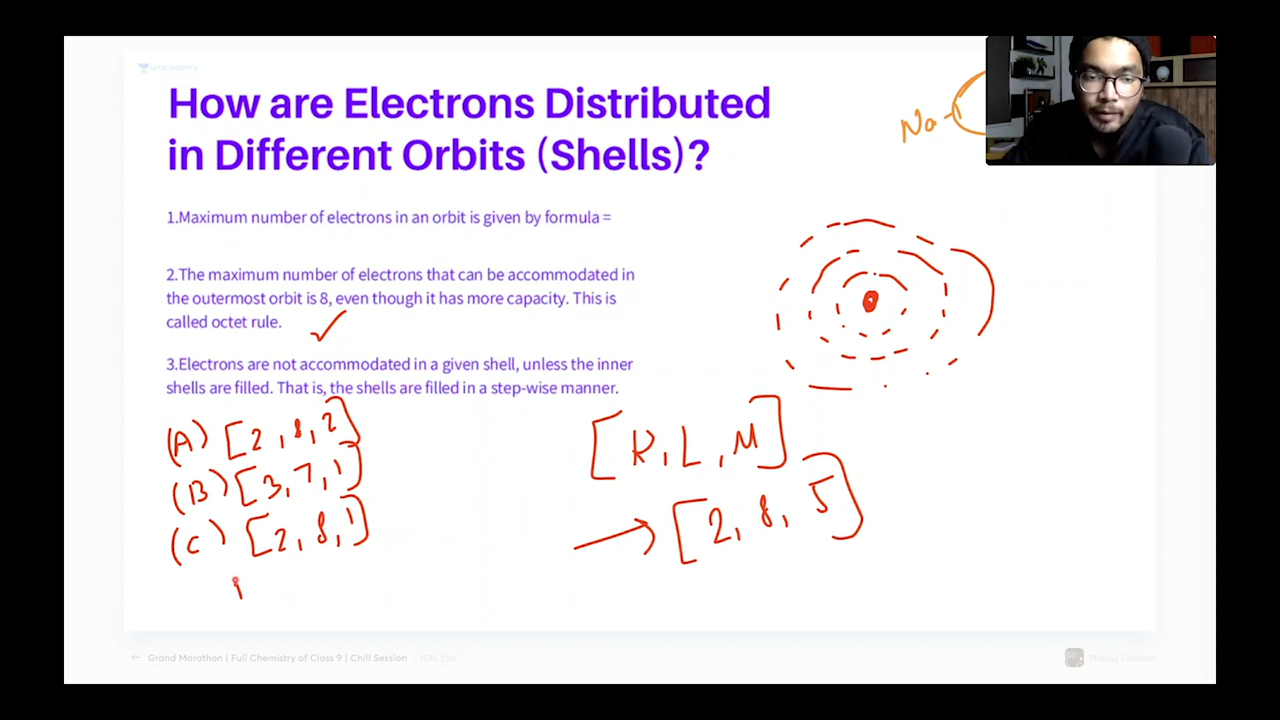 unacademy
How are Electrons Distributed
in Different Orbits (Shells)?
Na
1.Maximum number of electrons in an orbit is given by formula =
2.The maximum number of electrons that can be accommodated in
the outermost orbit is 8, even though it has more capacity. This is
called octet rule.
3.Electrons are not accommodated in a given shell, unless the inner
shells are filled. That is, the shells are filled in a step-wise manner.
(A) [2, 8, 2]
(B) [3, 7, 1]
(C) [2, 8, 1]
[K, L, M]
[2, 8, 5]
Grand Marathon | Full Chemistry of Class 9 | Chill Session
PRanay Chouhan